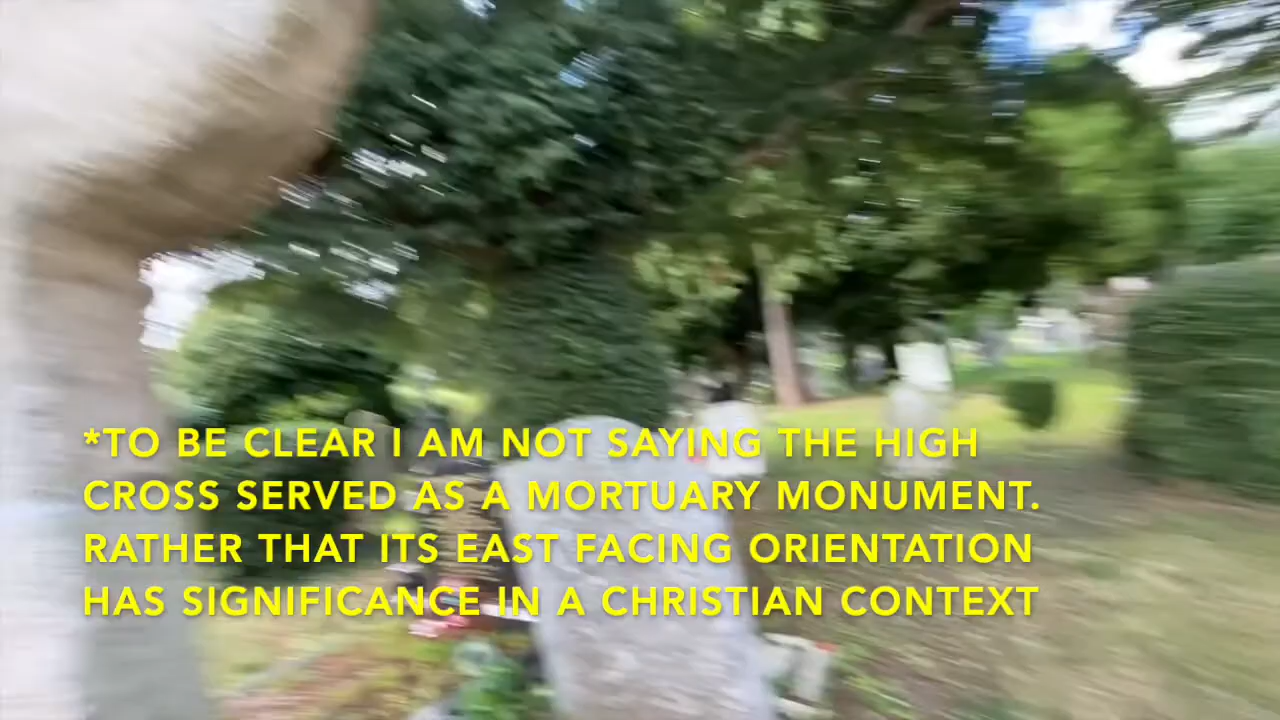 *TO BE CLEAR I AM NOT SAYING THE HIGH
CROSS SERVED AS A MORTUARY MONUMENT.
RATHER THAT ITS EAST FACING ORIENTATION
HAS SIGNIFICANCE IN A CHRISTIAN CONTEXT